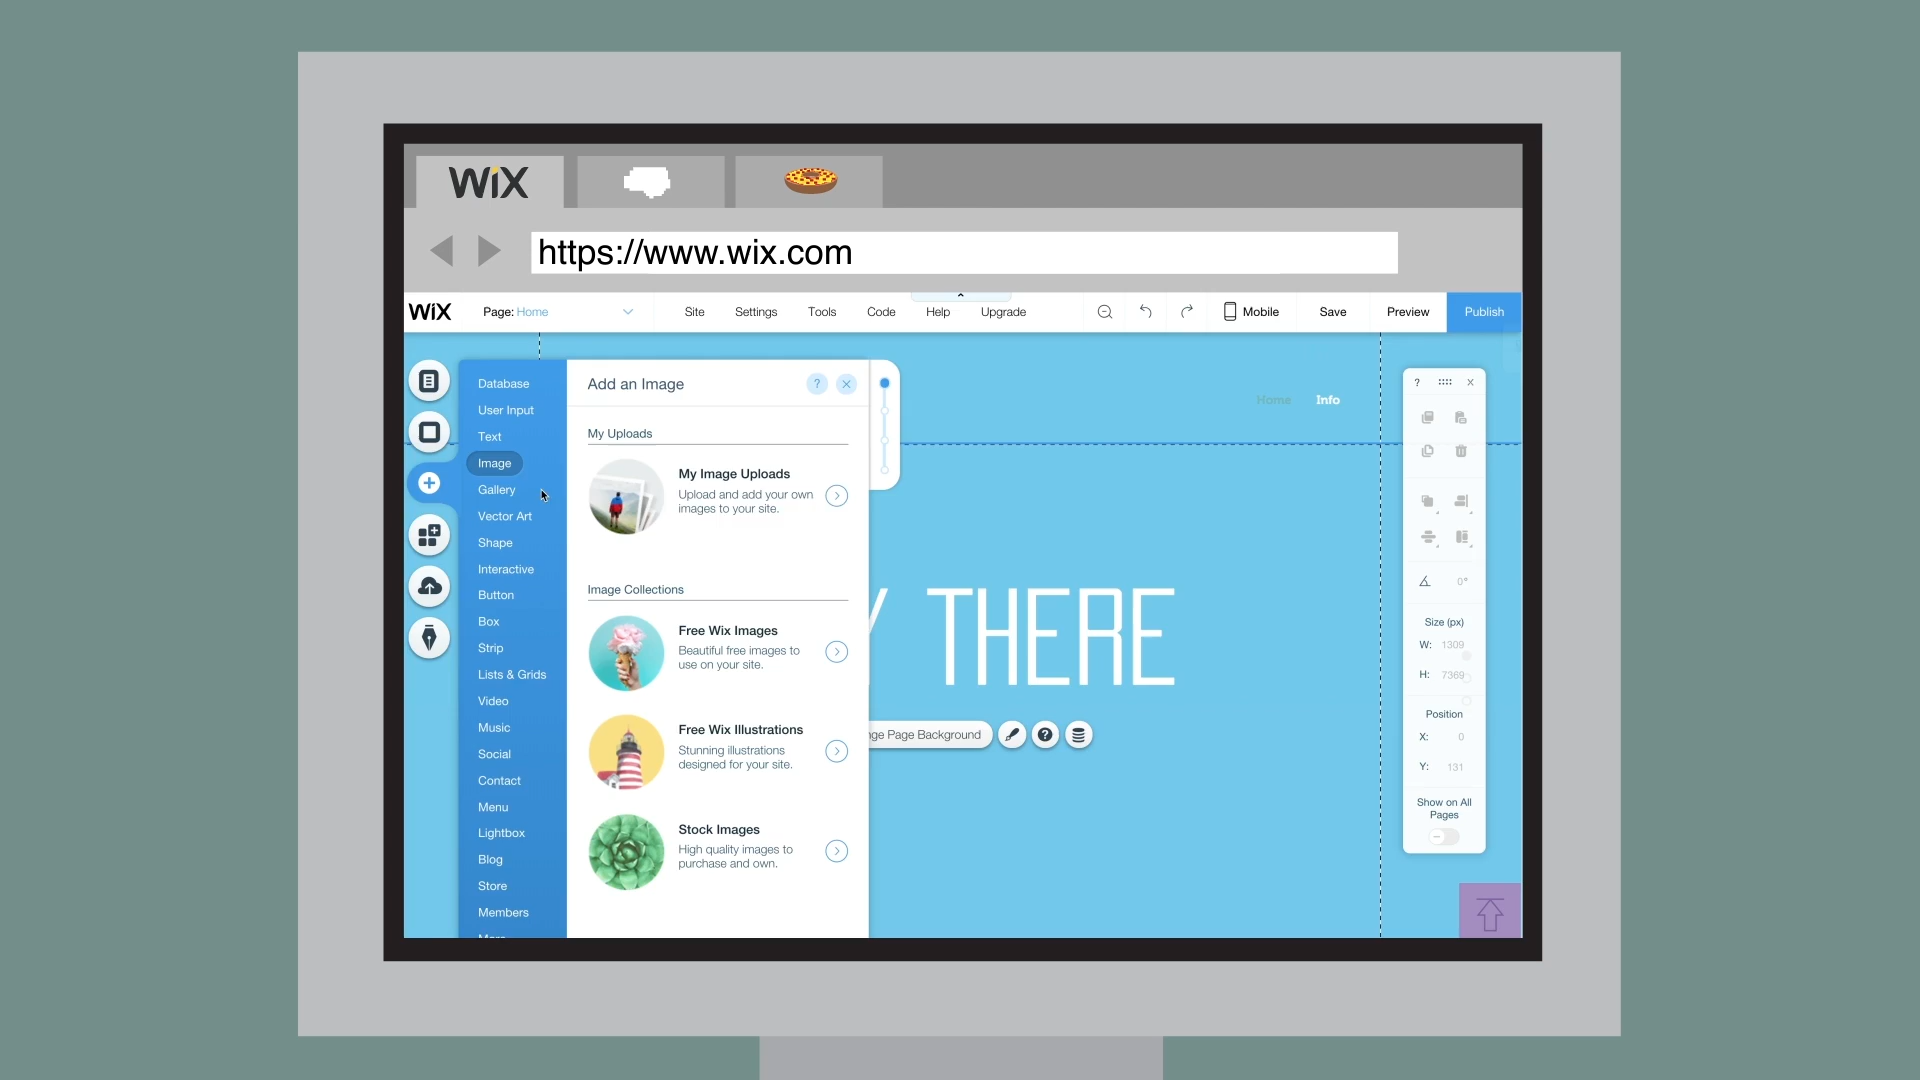 WiX
https://www.wix.com
WiX
Page: Home
Site
Settings
Tools
Code
Help
Upgrade
Mobile
Save
Preview
Publish
Database
User Input
Text
Image
Gallery
Vector Art
Shape
Interactive
Button
Box
Strip
Lists & Grids
Video
Music
Social
Contact
Menu
Lightbox
Blog
Store
Members
Add an Image
?
My Uploads
My Image Uploads
Upload and add your own
images to your site.
Image Collections
Free Wix Images
Beautiful free images to
use on your site.
Free Wix Illustrations
Stunning illustrations
designed for your site.
Stock Images
High quality images to
purchase and own.
Home
Info
Y THERE
nge Page Background
?
?
0°
Size (px)
W: 1309
H: 7369
Position
X: 0
Y: 131
Show on All
Pages